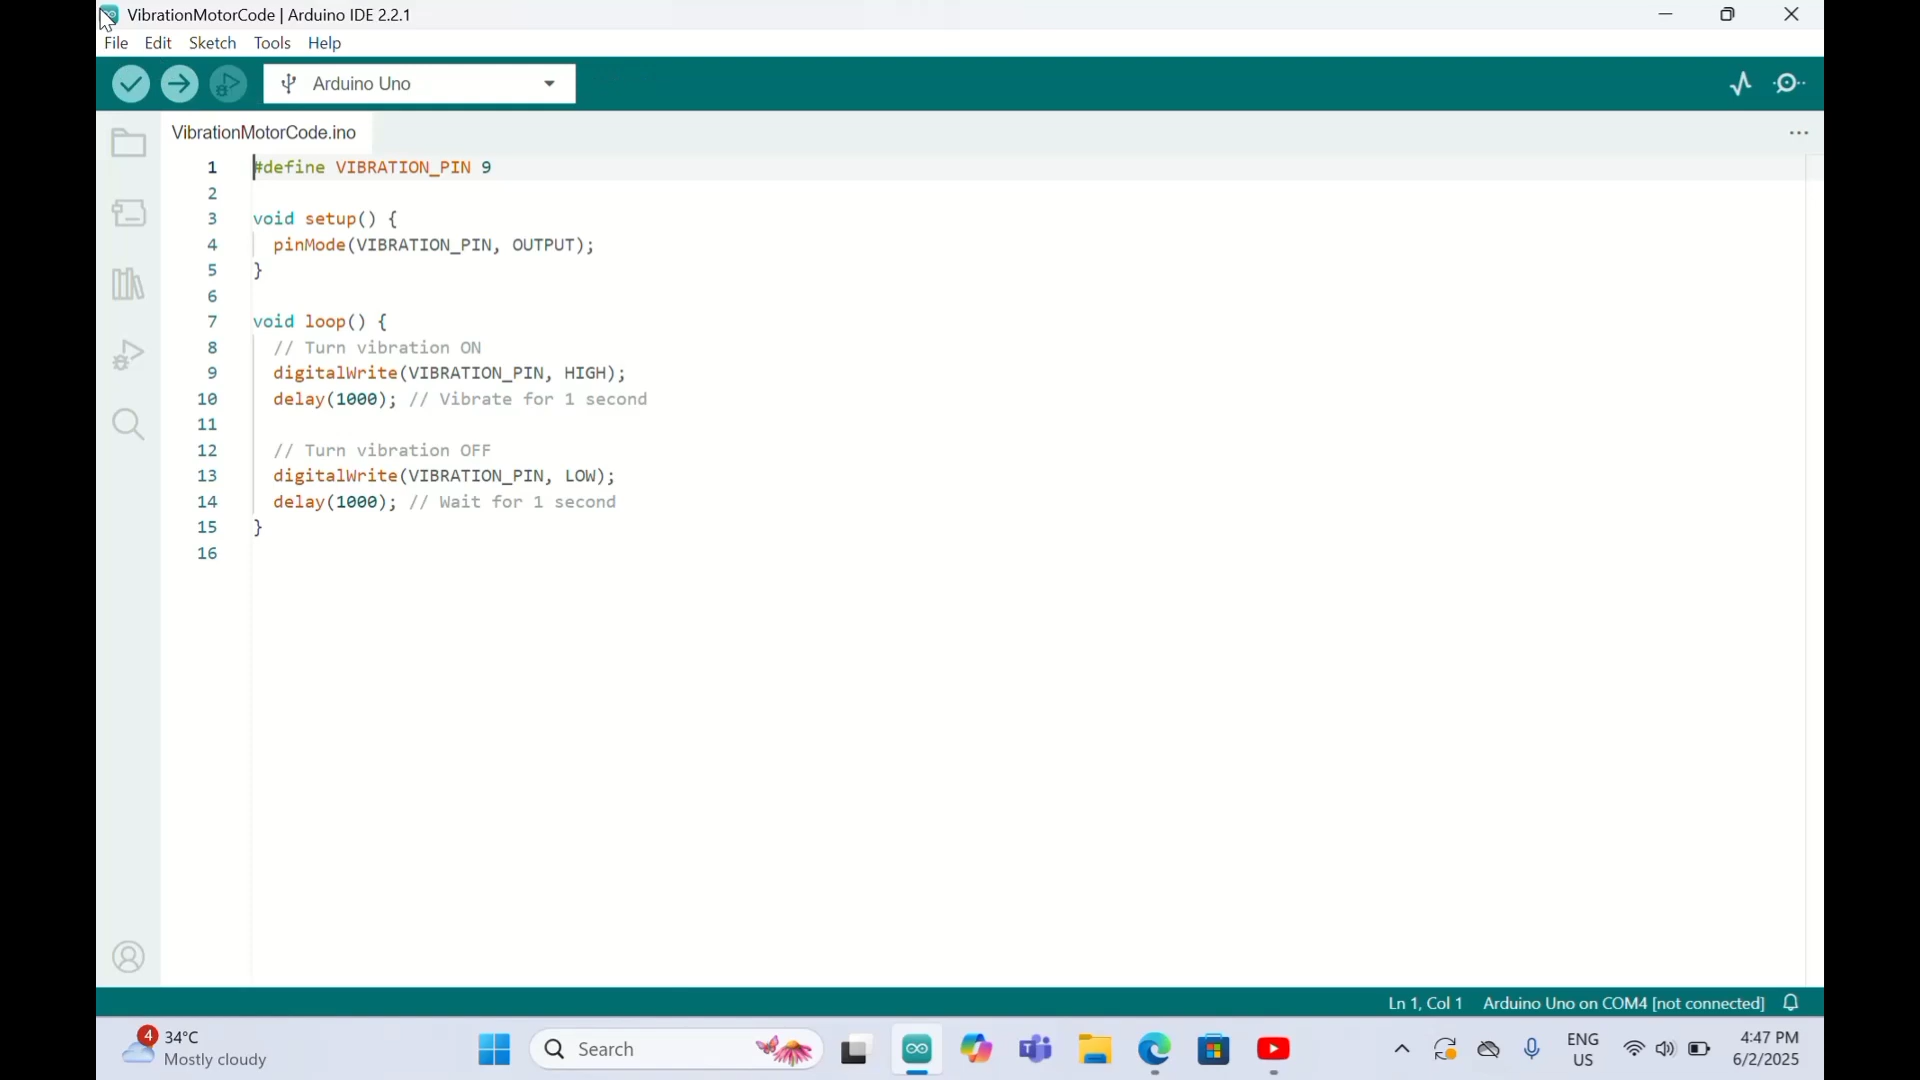 VibrationMotorCode | Arduino IDE 2.2.1
File Edit Sketch Tools Help
Arduino Uno
VibrationMotorCode.ino
1 #define VIBRATION_PIN 9
2
3 void setup() {
4 pinMode(VIBRATION_PIN, OUTPUT);
5 }
6
7 void loop() {
8 // Turn vibration ON
9 digitalWrite(VIBRATION_PIN, HIGH);
10 delay(1000); // Vibrate for 1 second
11
12 // Turn vibration OFF
13 digitalWrite(VIBRATION_PIN, LOW);
14 delay(1000); // Wait for 1 second
15 }
16
Ln 1, Col 1 Arduino Uno on COM4 [not connected]
4 34°C
Mostly cloudy
Search
ENG
US
4:47 PM
6/2/2025